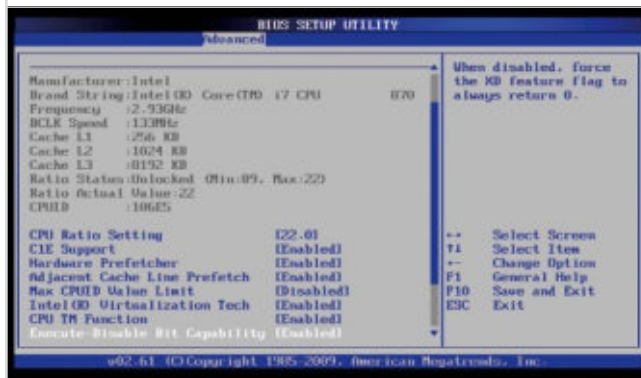 BIOS SETUP UTILITY
Advanced
Manufacturer:Intel
Brand String:Intel(R) Core(TM) i7 CPU 870
Frequency :2.93GHz
BCLK Speed :133MHz
Cache L1 :256 KB
Cache L2 :1024 KB
Cache L3 :8192 KB
Ratio Status:Unlocked (Min:09, Max:22)
Ratio Actual Value:22
CPUID :106E5
CPU Ratio Setting [22.0]
C1E Support [Enabled]
Hardware Prefetcher [Enabled]
Adjacent Cache Line Prefetch [Enabled]
Max CPUID Value Limit [Disabled]
Intel(R) Virtualization Tech [Enabled]
CPU TM Function [Enabled]
Execute-Disable Bit Capability [Enabled]
When disabled, force
the XD feature flag to
always return 0.
↔ Select Screen
↑↓ Select Item
+- Change Option
F1 General Help
F10 Save and Exit
ESC Exit
v02.61 (C)Copyright 1985-2009, American Megatrends, Inc.